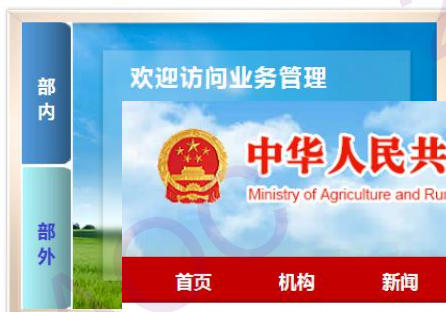 部内
欢迎访问业务管理
中华人民共
Ministry of Agriculture and Ru
部外
首页 机构 新闻